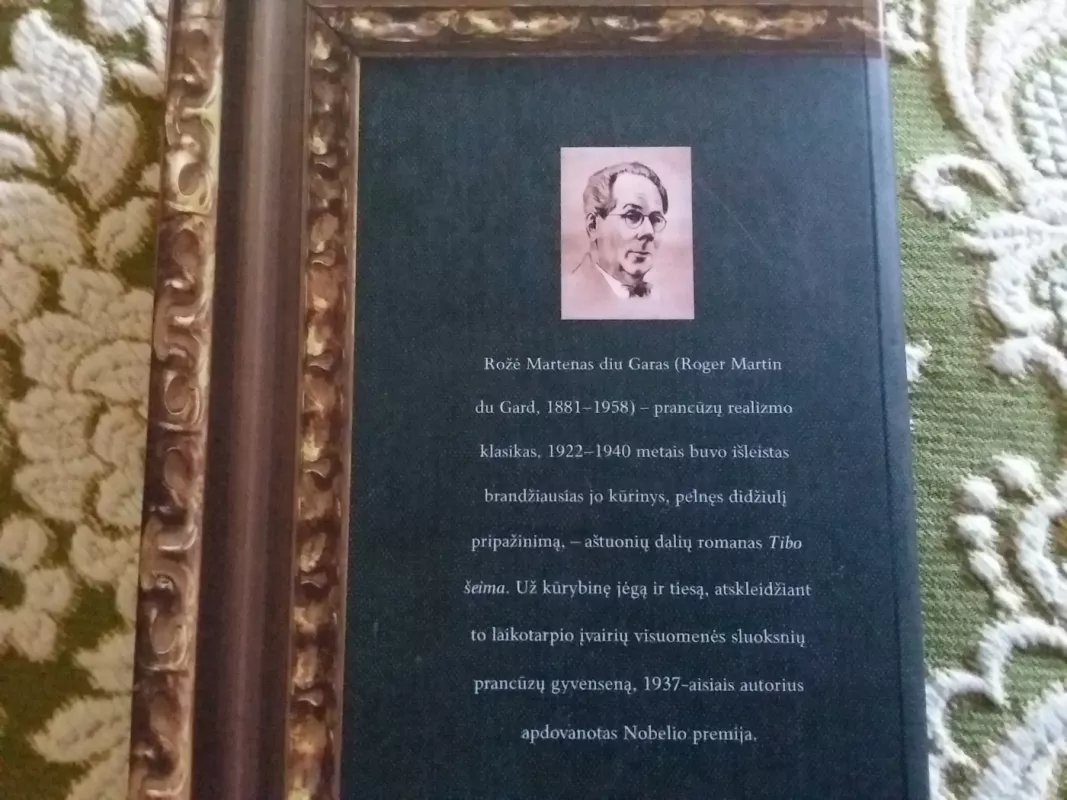 Rožė Martenas diu Garas (Roger Martin
du Gard, 1881–1958) – prancūzų realizmo
klasikas, 1922–1940 metais buvo išleistas
brandžiausias jo kūrinys, pelnęs didžiulį
pripažinimą, – aštuonių dalių romanas Tibo
šeima. Už kūrybinę jėgą ir tiesą, atskleidžiant
to laikotarpio įvairių visuomenės sluoksnių
prancūzų gyvenseną, 1937-aisiais autorius
apdovanotas Nobelio premija.